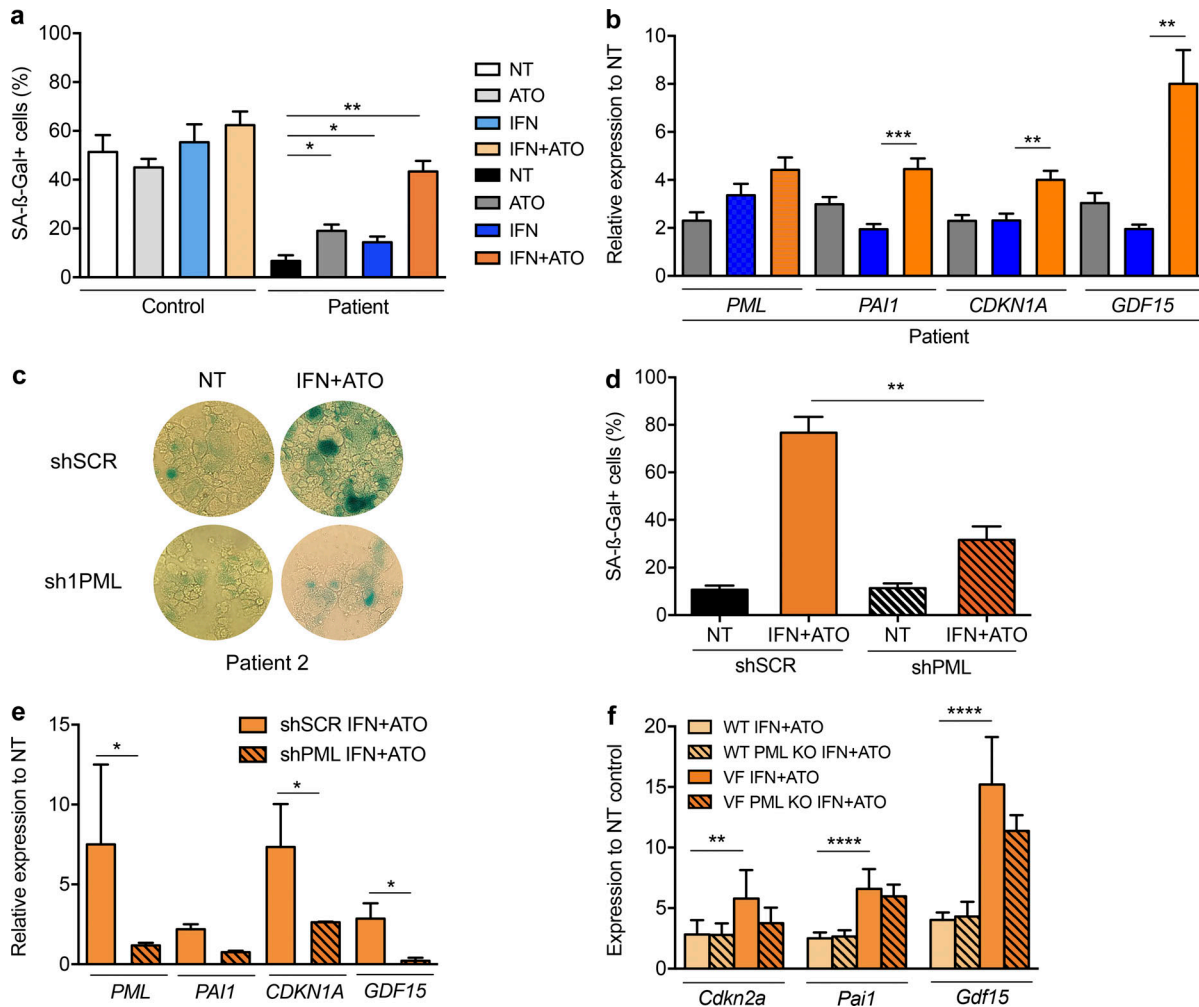 a
SA-ß-Gal+ cells (%)
100
80
60
40
20
0
**
*
*
Control
Patient
NT
ATO
IFN
IFN+ATO
NT
ATO
IFN
IFN+ATO
b
Relative expression to NT
10
8
6
4
2
0
***
**
**
PML
PAI1
CDKN1A
GDF15
Patient
c
NT
IFN+ATO
shSCR
sh1PML
Patient 2
d
SA-ß-Gal+ cells (%)
100
80
60
40
20
0
**
NT
IFN+ATO
NT
IFN+ATO
shSCR
shPML
e
Relative expression to NT
15
10
5
0
shSCR IFN+ATO
shPML IFN+ATO
*
*
*
PML
PAI1
CDKN1A
GDF15
f
Expression to NT control
20
15
10
5
0
WT IFN+ATO
WT PML KO IFN+ATO
VF IFN+ATO
VF PML KO IFN+ATO
**
****
****
Cdkn2a
Pai1
Gdf15